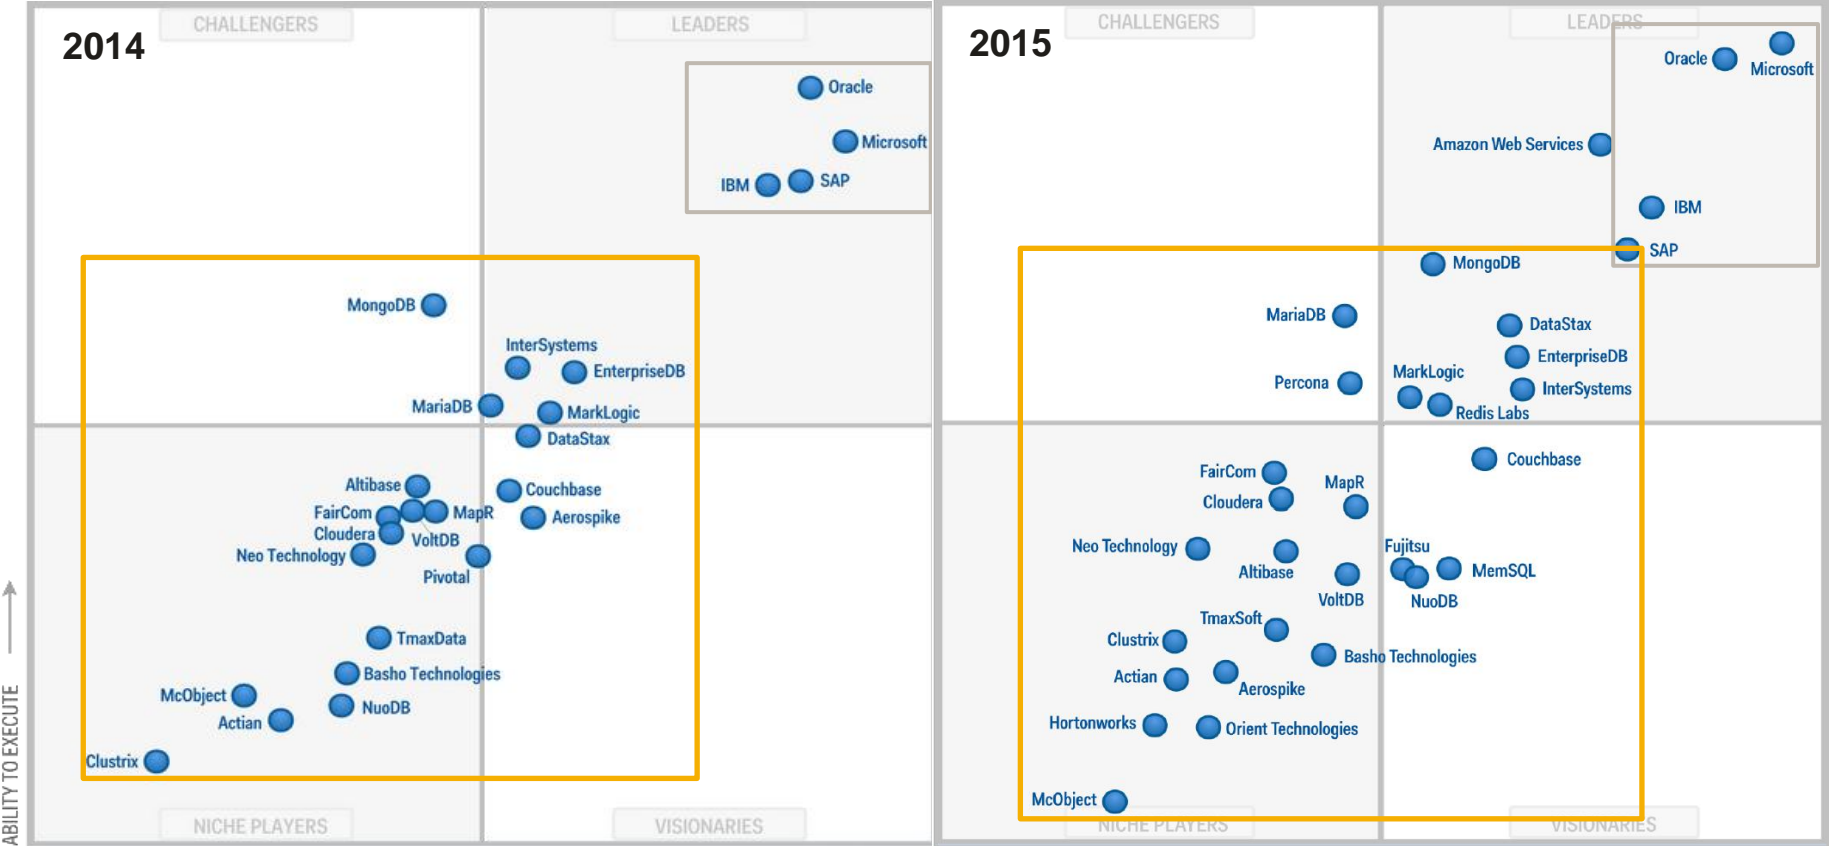 CHALLENGERS
LEADERS
2014
Oracle
Microsoft
IBM
SAP
MongoDB
InterSystems
EnterpriseDB
MariaDB
MarkLogic
DataStax
Altibase
Couchbase
FairCom
MapR
Aerospike
Cloudera
VoltDB
Neo Technology
Pivotal
TmaxData
Basho Technologies
McObject
NuoDB
Actian
Clustrix
NICHE PLAYERS
VISIONARIES
ABILITY TO EXECUTE
CHALLENGERS
LEADERS
2015
Oracle
Microsoft
Amazon Web Services
IBM
SAP
MongoDB
MariaDB
DataStax
EnterpriseDB
MarkLogic
Percona
InterSystems
Redis Labs
Couchbase
FairCom
MapR
Cloudera
Neo Technology
Fujitsu
Altibase
MemSQL
VoltDB
NuoDB
TmaxSoft
Clustrix
Basho Technologies
Actian
Aerospike
Hortonworks
Orient Technologies
McObject
NICHE PLAYERS
VISIONARIES